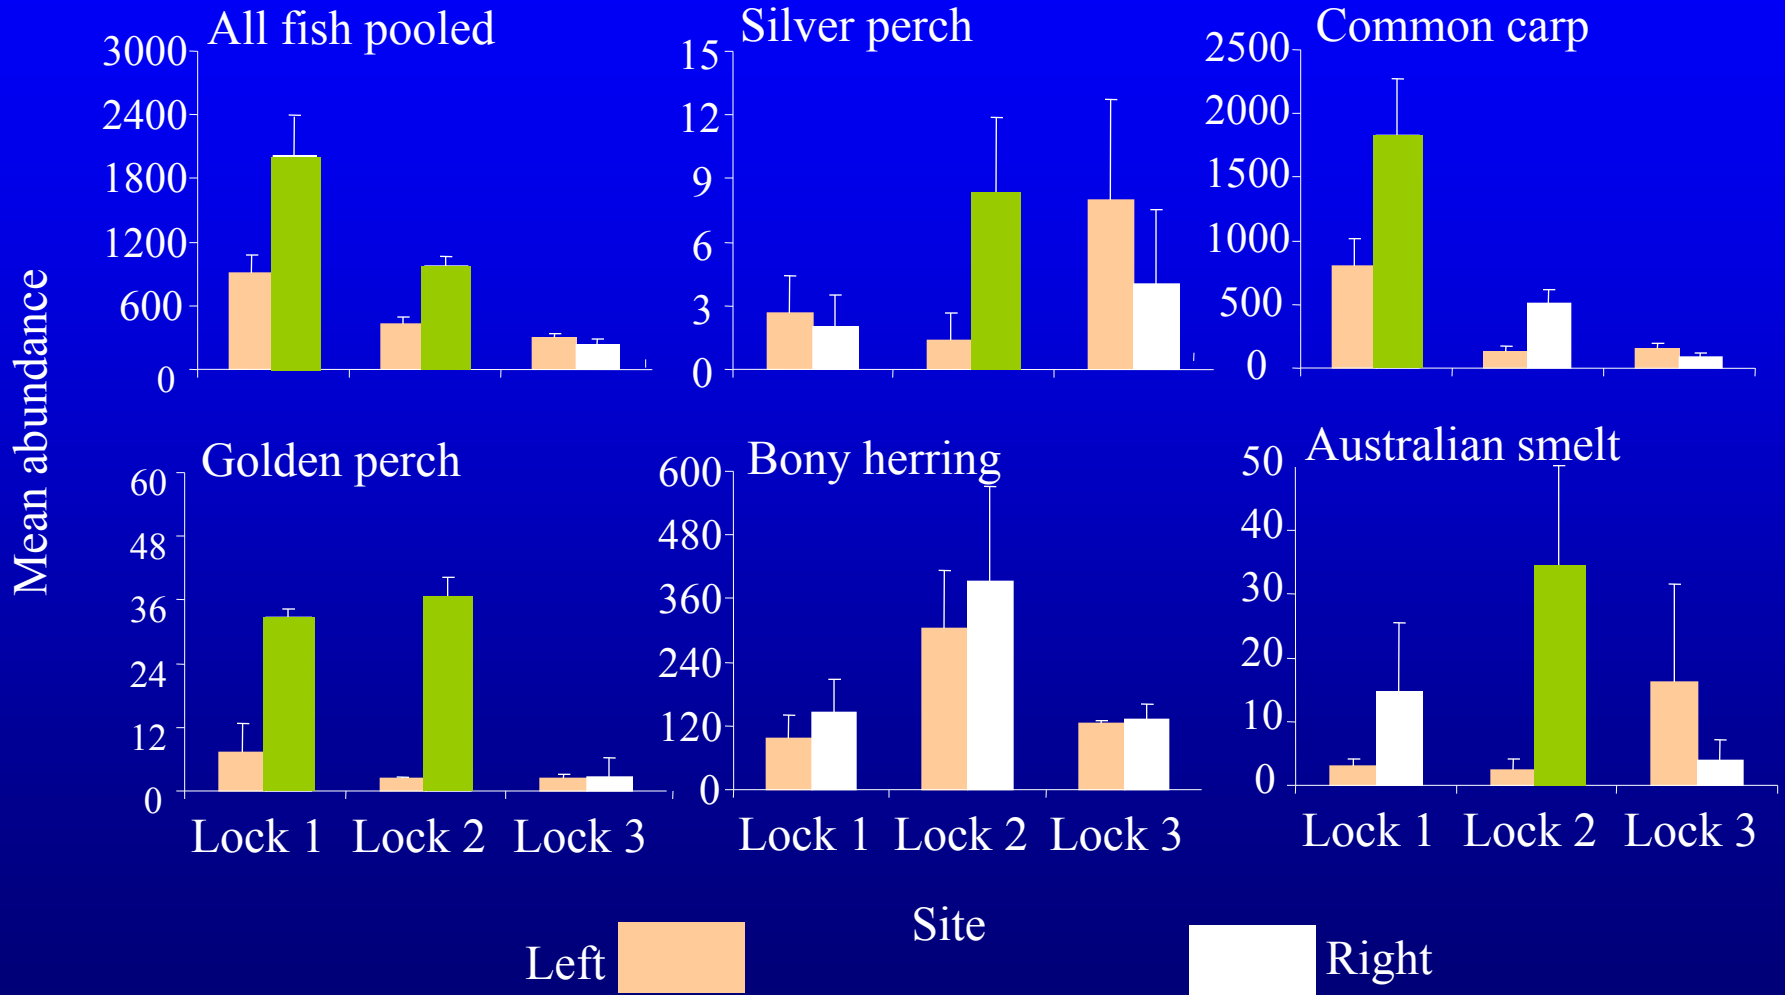 All fish pooled
3000
2400
1800
1200
600
0
Silver perch
15
12
9
6
3
0
Common carp
2500
2000
1500
1000
500
0
Mean abundance
Golden perch
60
48
36
24
12
0
Lock 1 Lock 2 Lock 3
Bony herring
600
480
360
240
120
0
Lock 1 Lock 2 Lock 3
Australian smelt
50
40
30
20
10
0
Lock 1 Lock 2 Lock 3
Site
Left
Right